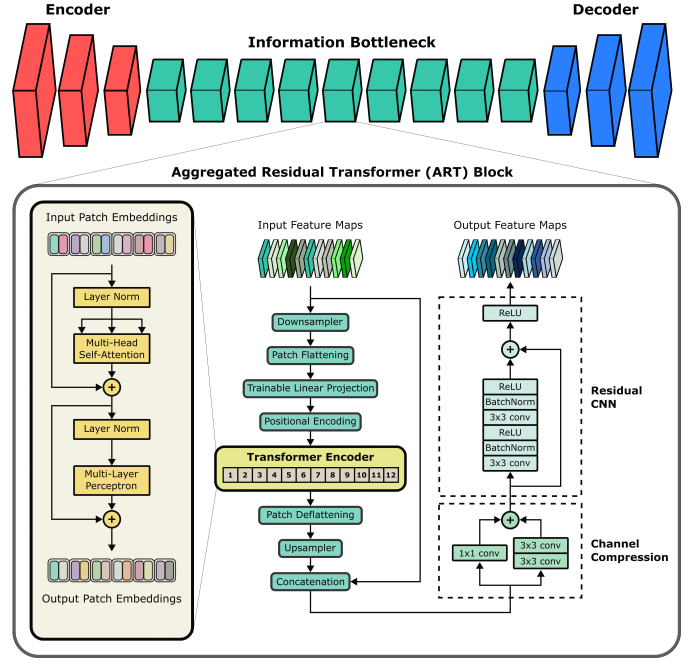 Encoder
Decoder
Information Bottleneck
Aggregated Residual Transformer (ART) Block
Input Patch Embeddings
Layer Norm
Multi-Head
Self-Attention
+
Layer Norm
Multi-Layer
Perceptron
+
Output Patch Embeddings
Input Feature Maps
Downsampler
Patch Flattening
Trainable Linear Projection
Positional Encoding
Transformer Encoder
1 2 3 4 5 6 7 8 9 10 11 12
Patch Deflattening
Upsampler
Concatenation
Output Feature Maps
ReLU
+
ReLU
BatchNorm
3x3 conv
ReLU
BatchNorm
3x3 conv
Residual
CNN
+
1x1 conv
3x3 conv
3x3 conv
Channel
Compression